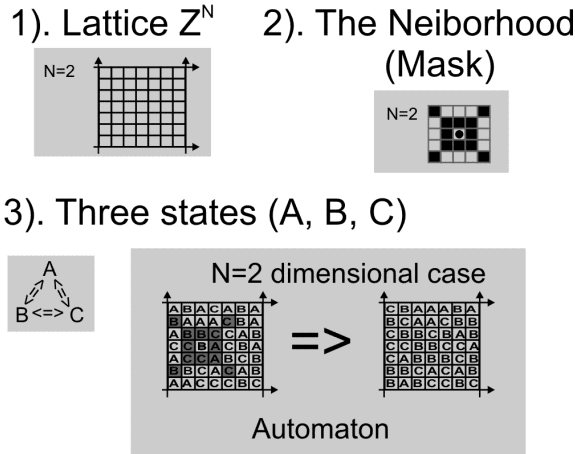 1). Lattice Z^N
2). The Neiborhood
(Mask)
N=2
N=2
3). Three states (A, B, C)
A
B <=> C
N=2 dimensional case
A B A C A B A
B A A A C B A
A B B C C A B
C C B A C A B
A C C A B C B
B B C A C A B
A A C C C B C
=>
C B A A A B A
B C A A C B B
C B B C B A B
C C B B C C A
C A B B C C B
B C B C A C B
B A B C C B C
Automaton